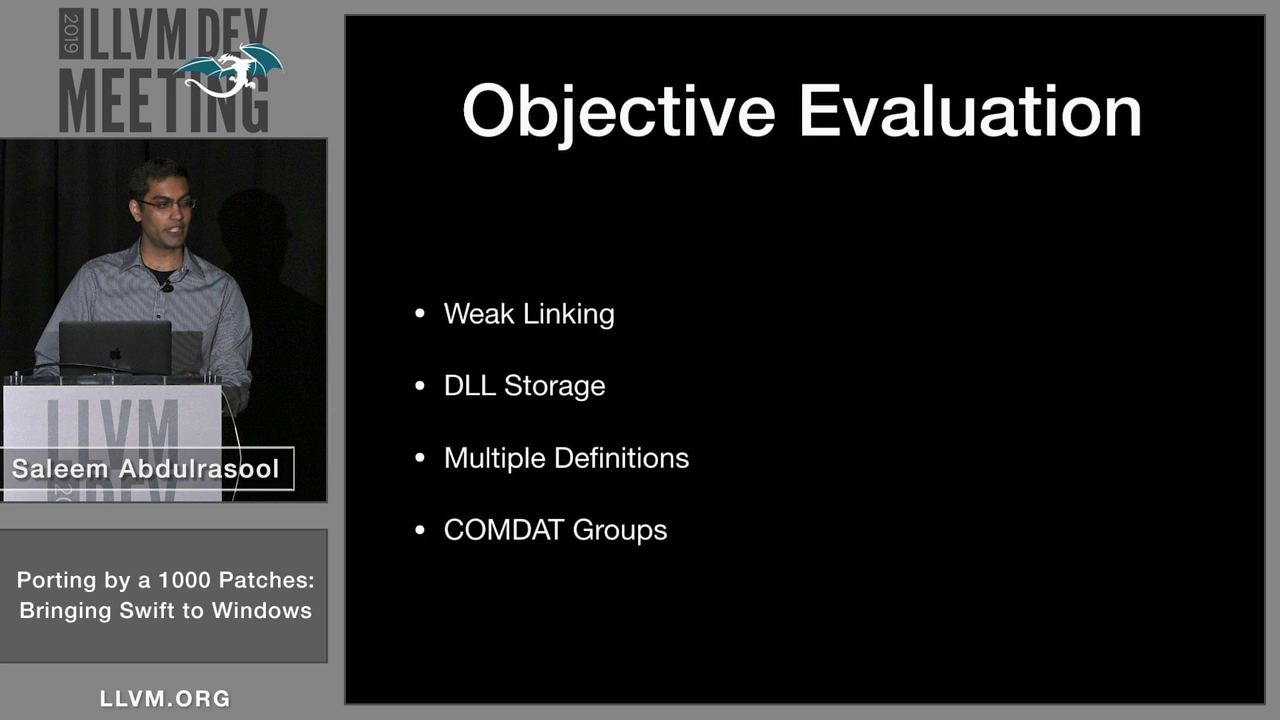 2019
LLVM DEV
MEETING
Objective Evaluation
• Weak Linking
• DLL Storage
• Multiple Definitions
• COMDAT Groups
LLVM
Saleem Abdulrasool
Porting by a 1000 Patches:
Bringing Swift to Windows
LLVM.ORG